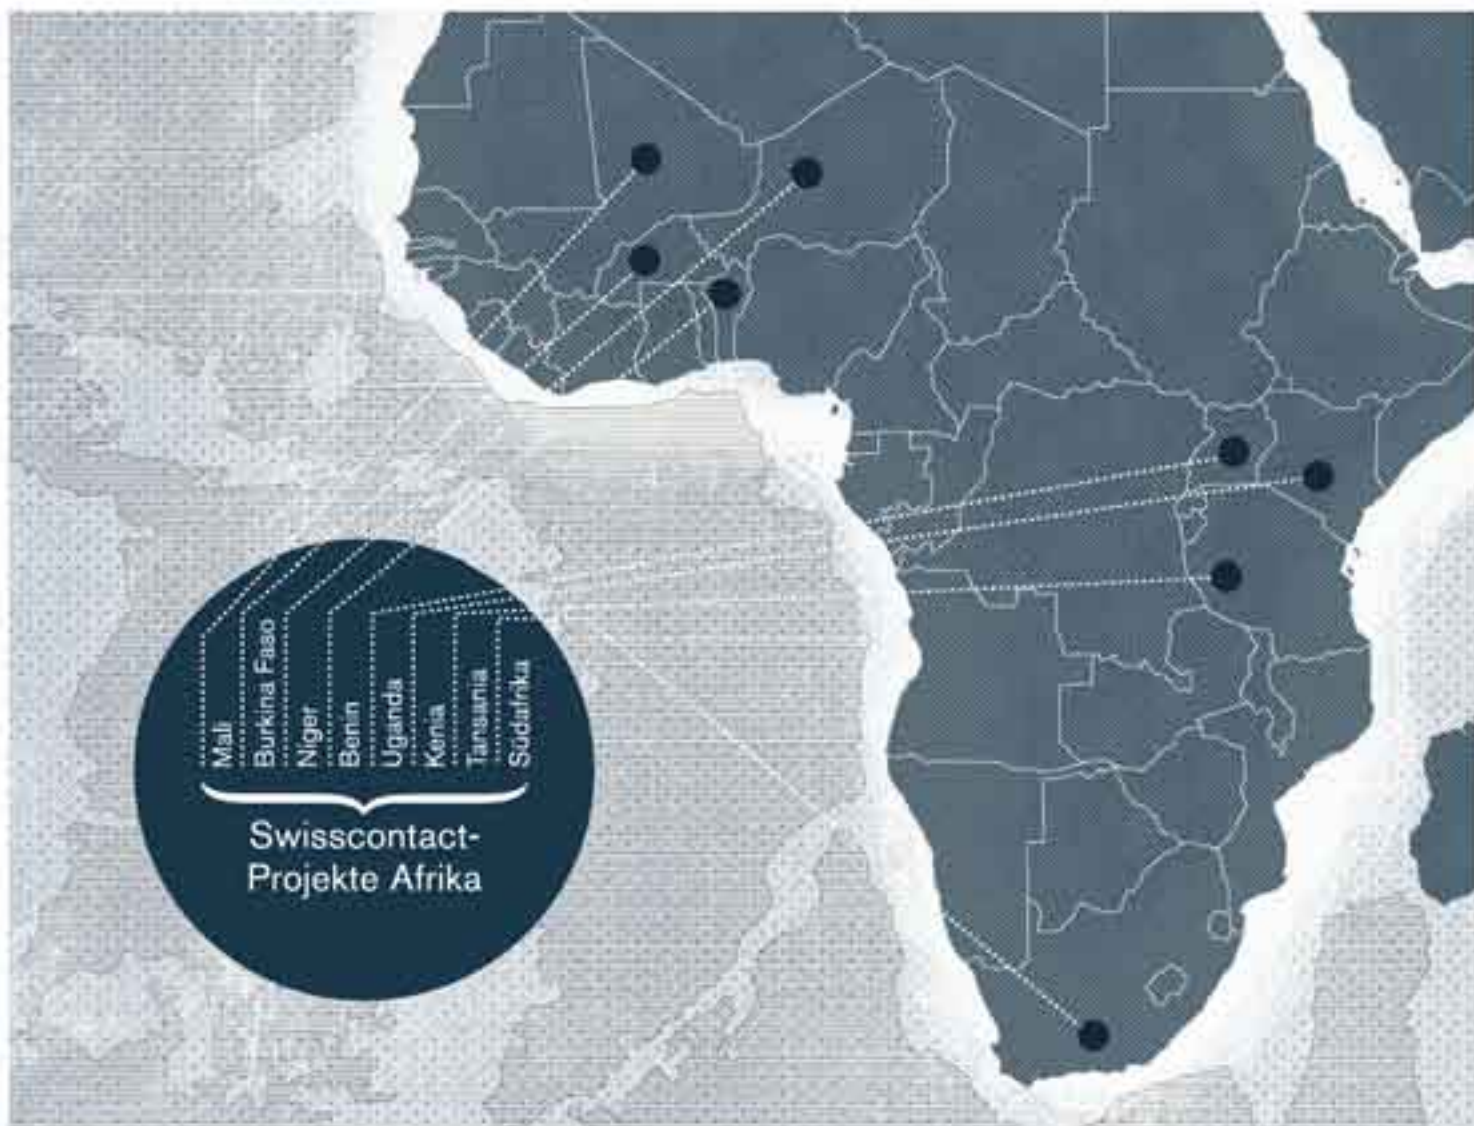 Mali
Burkina Faso
Niger
Benin
Uganda
Kenia
Tansania
Südafrika
Swisscontact-
Projekte Afrika